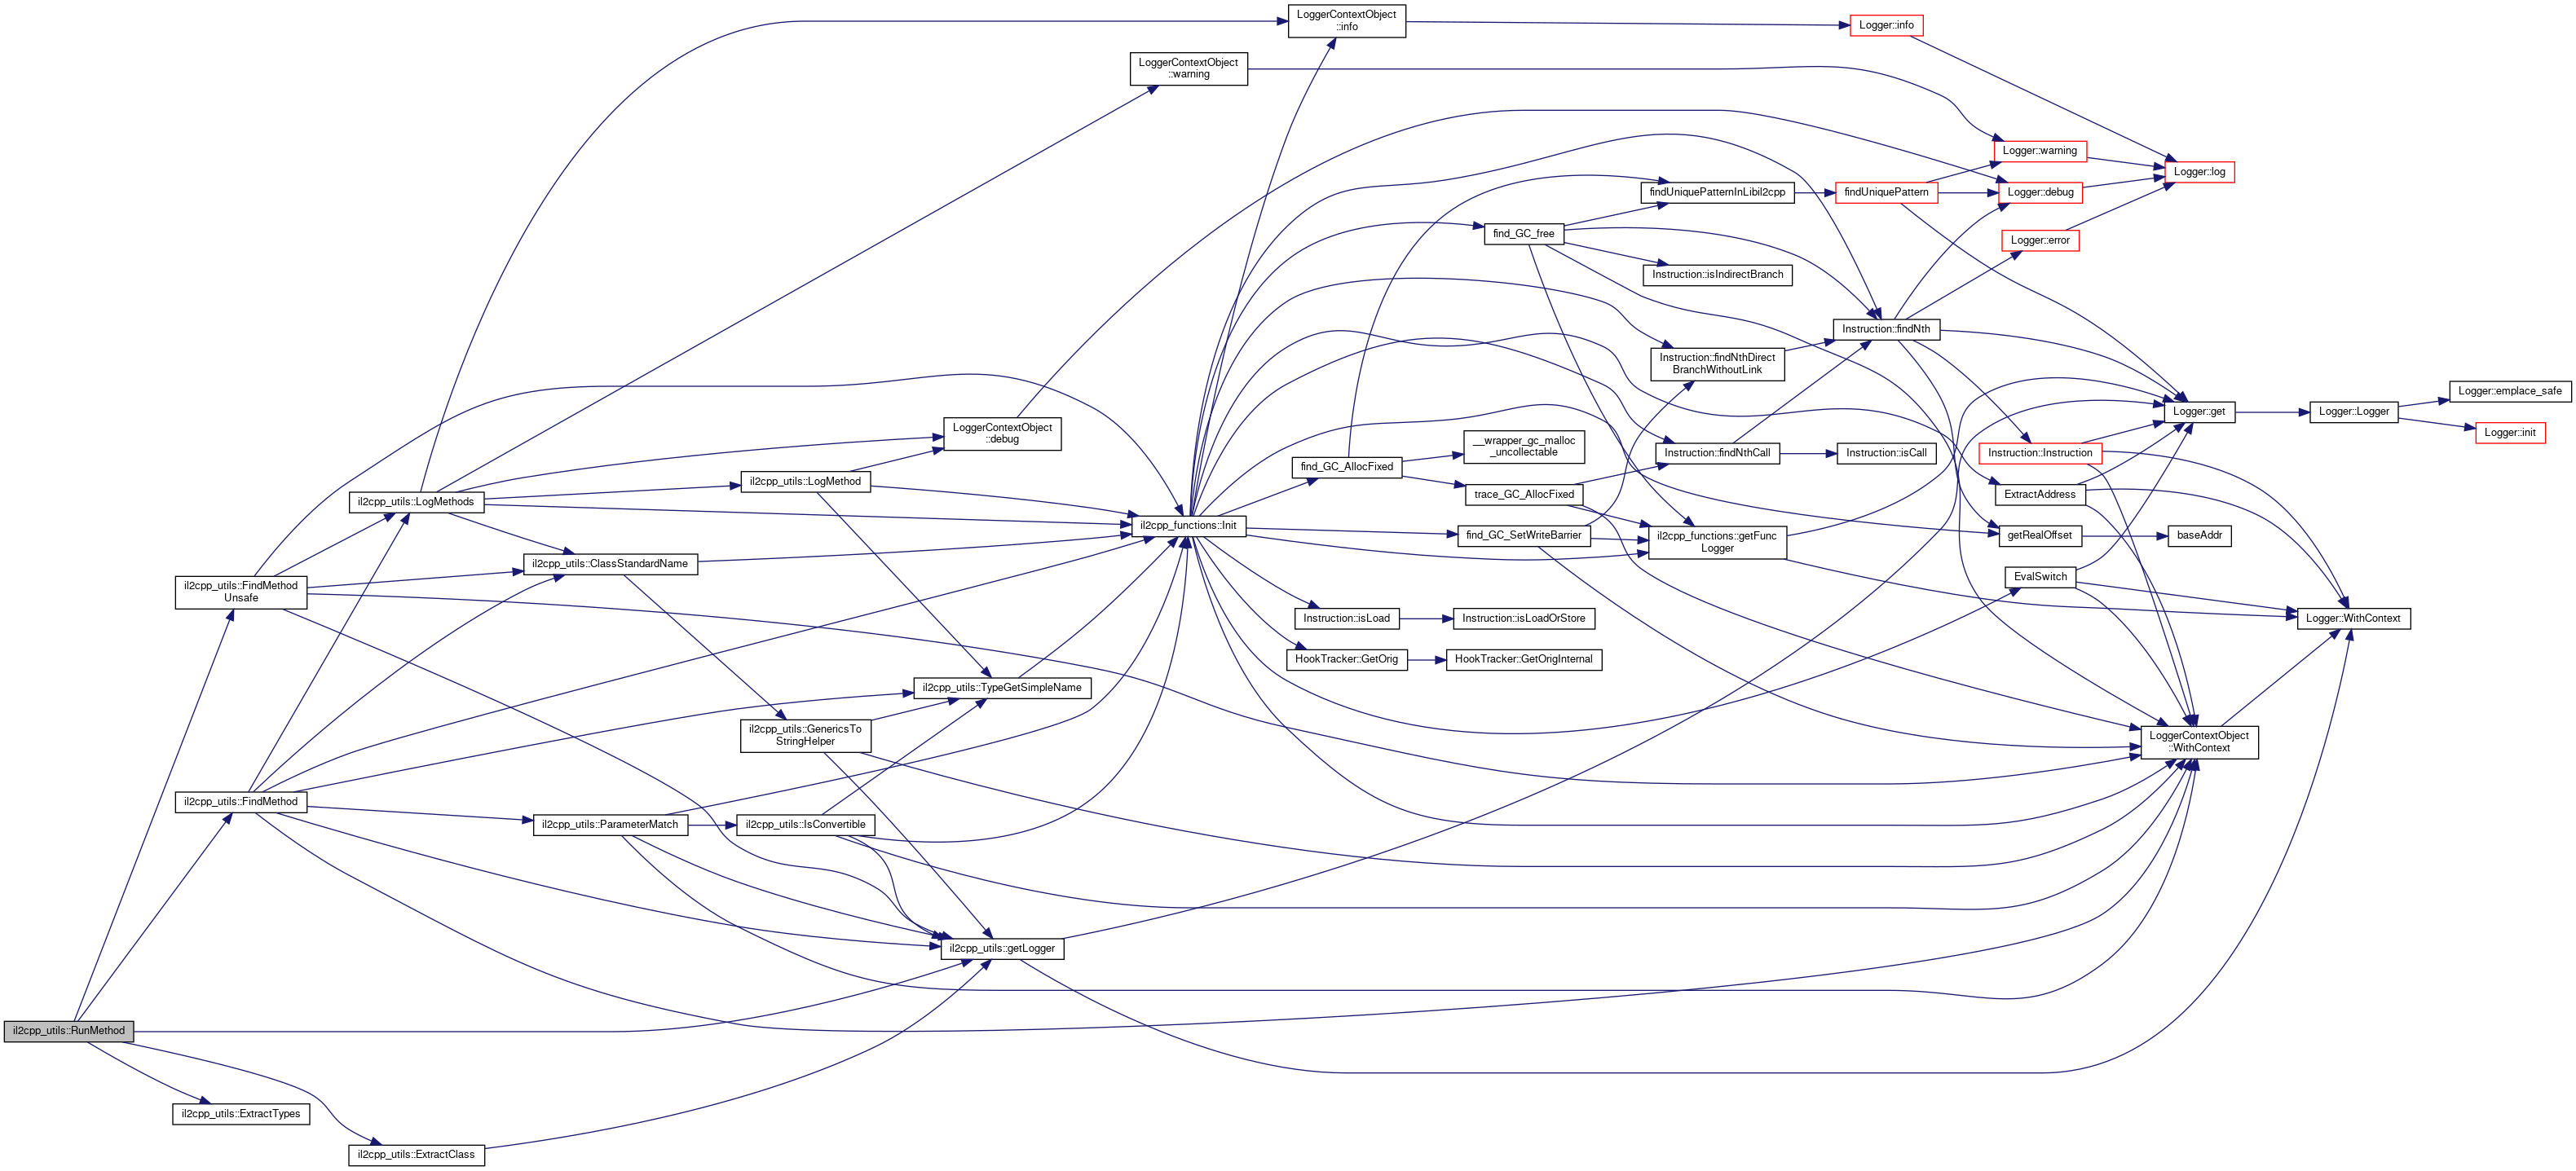 LoggerContextObject
::info
Logger::info
LoggerContextObject
::warning
Logger::warning
Logger::log
findUniquePatternInLibil2cpp
findUniquePattern
Logger::debug
find_GC_free
Logger::error
Instruction::isIndirectBranch
Instruction::findNth
Instruction::findNthDirect
BranchWithoutLink
Logger::emplace_safe
Logger::get
Logger::Logger
Logger::init
LoggerContextObject
::debug
__wrapper_gc_malloc
_uncollectable
Instruction::findNthCall
Instruction::isCall
Instruction::Instruction
find_GC_AllocFixed
il2cpp_utils::LogMethod
il2cpp_utils::LogMethods
trace_GC_AllocFixed
ExtractAddress
il2cpp_functions::Init
find_GC_SetWriteBarrier
il2cpp_functions::getFunc
Logger
getRealOffset
baseAddr
il2cpp_utils::ClassStandardName
EvalSwitch
il2cpp_utils::FindMethod
Unsafe
Instruction::isLoad
Instruction::isLoadOrStore
Logger::WithContext
HookTracker::GetOrig
HookTracker::GetOrigInternal
il2cpp_utils::TypeGetSimpleName
il2cpp_utils::GenericsTo
StringHelper
LoggerContextObject
::WithContext
il2cpp_utils::FindMethod
il2cpp_utils::ParameterMatch
il2cpp_utils::IsConvertible
il2cpp_utils::getLogger
il2cpp_utils::RunMethod
il2cpp_utils::ExtractTypes
il2cpp_utils::ExtractClass